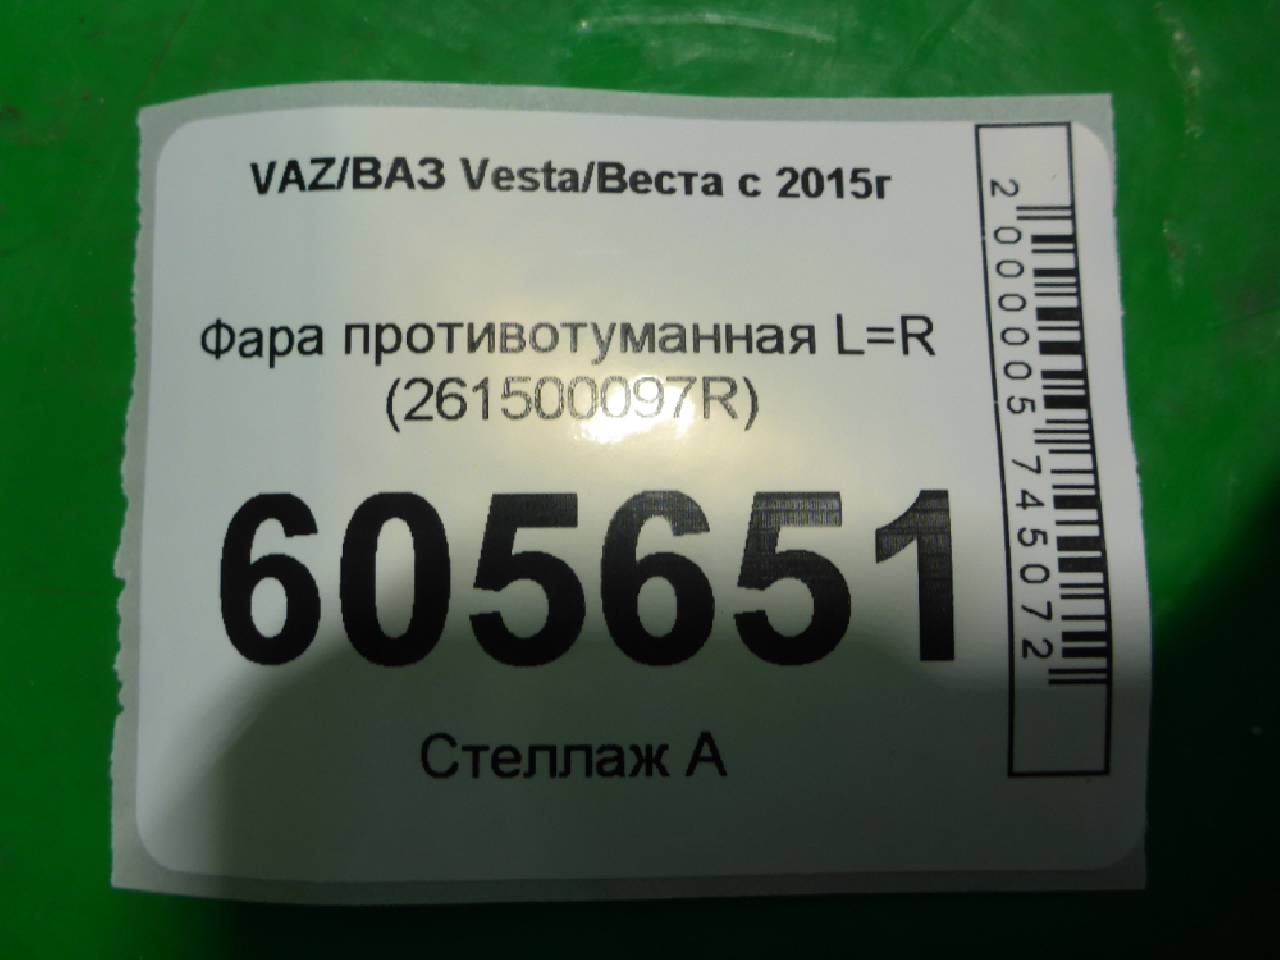 VAZ/ВАЗ Vesta/Веста с 2015г
Фара противотуманная L=R
(261500097R)
605651
Стеллаж А
2000005745072